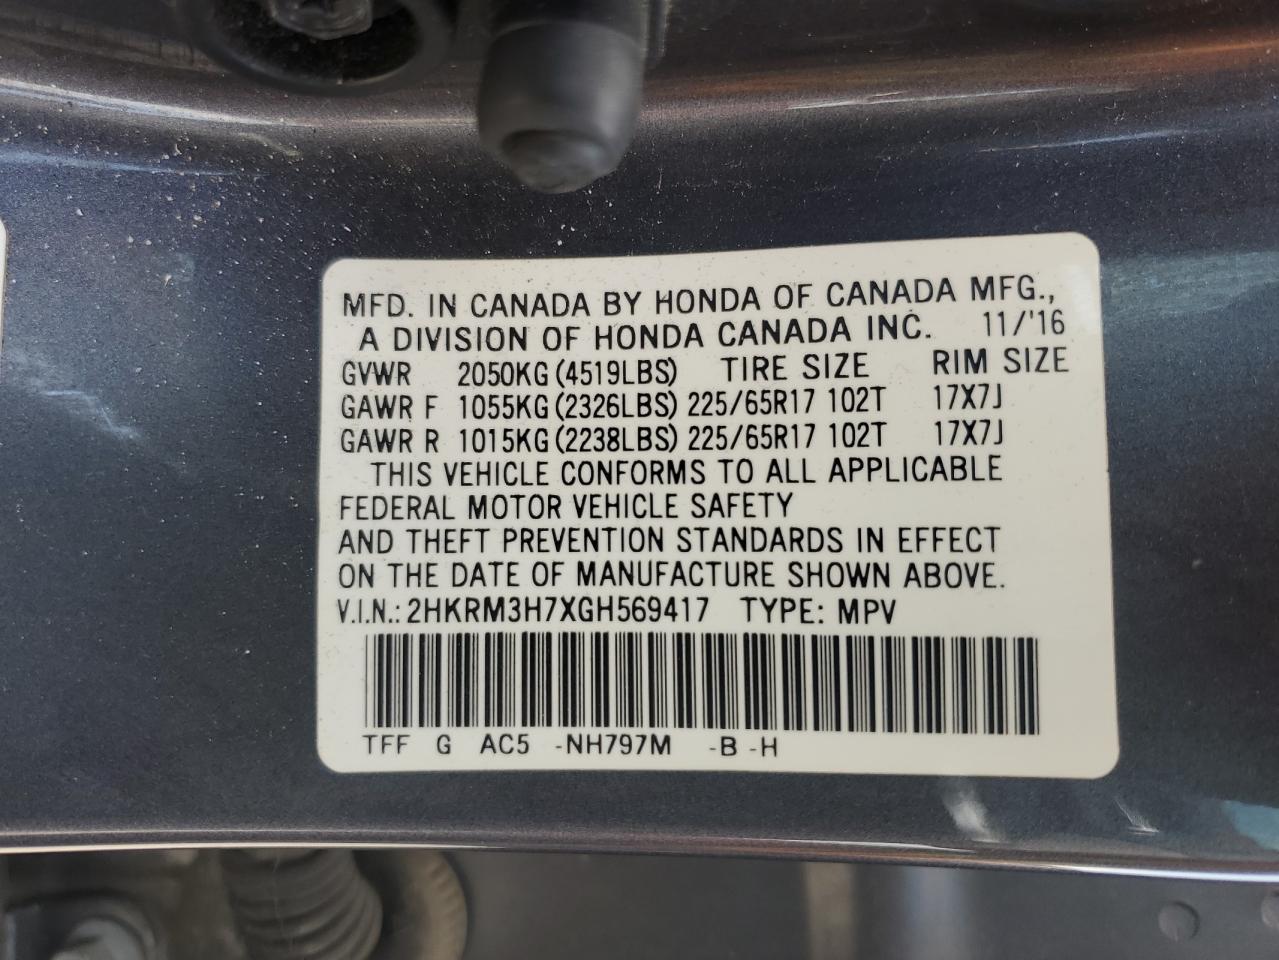 MFD. IN CANADA BY HONDA OF CANADA MFG.,
A DIVISION OF HONDA CANADA INC. 11/'16
GVWR 2050KG (4519LBS) TIRE SIZE RIM SIZE
GAWR F 1055KG (2326LBS) 225/65R17 102T 17X7J
GAWR R 1015KG (2238LBS) 225/65R17 102T 17X7J
THIS VEHICLE CONFORMS TO ALL APPLICABLE
FEDERAL MOTOR VEHICLE SAFETY
AND THEFT PREVENTION STANDARDS IN EFFECT
ON THE DATE OF MANUFACTURE SHOWN ABOVE.
V.I.N.: 2HKRM3H7XGH569417 TYPE: MPV
TFF G AC5 -NH797M -B -H